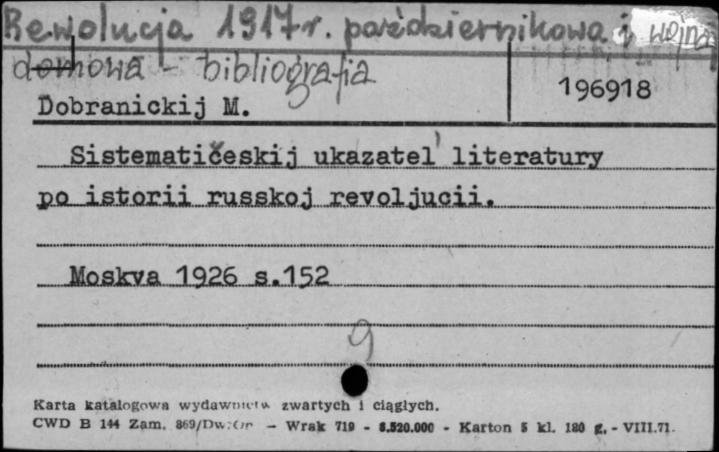 Rewolucja 1917 r. październikowa i wojna
domowa - bibliografia
196918
Dobranickij M.
Sistematičeskij ukazatel' literatury
po istorii russkoj revoljucii.
Moskva 1926 s.152
9
Karta katalogowa wydawnictw zwartych i ciągłych.
CWD B 144 Zam. 869/Dw - Wrak 719 - 8.520.000 - Karton 5 kl. 180 g. - VIII.71.